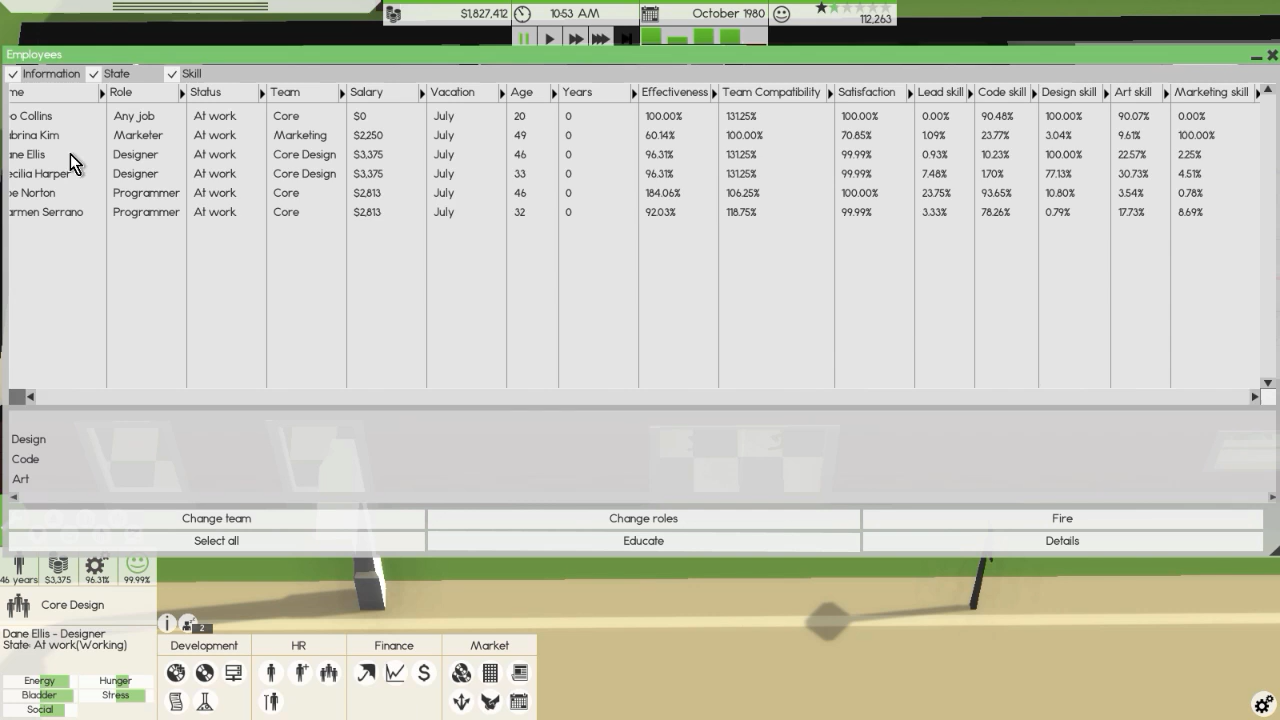 $1,827,412 10:53 AM October 1980 112,263
Employees
Information State Skill
me Role Status Team Salary Vacation Age Years Effectiveness Team Compatibility Satisfaction Lead skill Code skill Design skill Art skill Marketing skill
o Collins Any job At work Core $0 July 20 0 100.00% 131.25% 0.00% 90.48% 100.00% 90.07% 0.00%
brina Kim Marketer At work Marketing $2,250 July 49 0 60.14% 100.00% 70.85% 1.09% 23.77% 3.04% 9.61% 100.00%
ane Ellis Designer At work Core Design $3,375 July 46 0 96.31% 131.25% 99.99% 0.93% 10.23% 100.00% 22.57% 2.25%
ecilia Harper Designer At work Core Design $3,375 July 33 0 96.31% 131.25% 99.99% 7.48% 1.70% 77.13% 30.73% 4.51%
oe Norton Programmer At work Core $2,813 July 46 0 184.06% 106.25% 100.00% 23.75% 93.65% 10.80% 3.54% 0.78%
armen Serrano Programmer At work Core $2,813 July 32 0 92.03% 118.75% 99.99% 3.33% 78.26% 0.79% 17.73% 8.69%
Design
Code
Art
Change team Change roles Fire
Select all Educate Details
46 years $3,375 96.31% 99.99%
Core Design
Dane Ellis - Designer
State: At work(Working)
Energy Hunger
Bladder Stress
Social
2
Development HR Finance Market